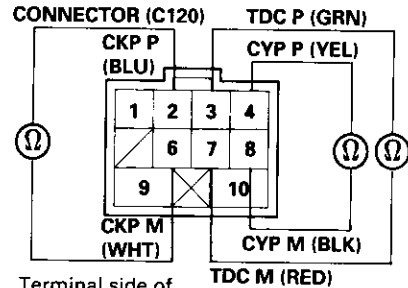 CONNECTOR (C120)
TDC P (GRN)
CKP P
(BLU)
CYP P (YEL)
1 2 3 4
Ω 6 7 8 Ω Ω
9 10
CKP M
(WHT)
CYP M (BLK)
Terminal side of
TDC M (RED)